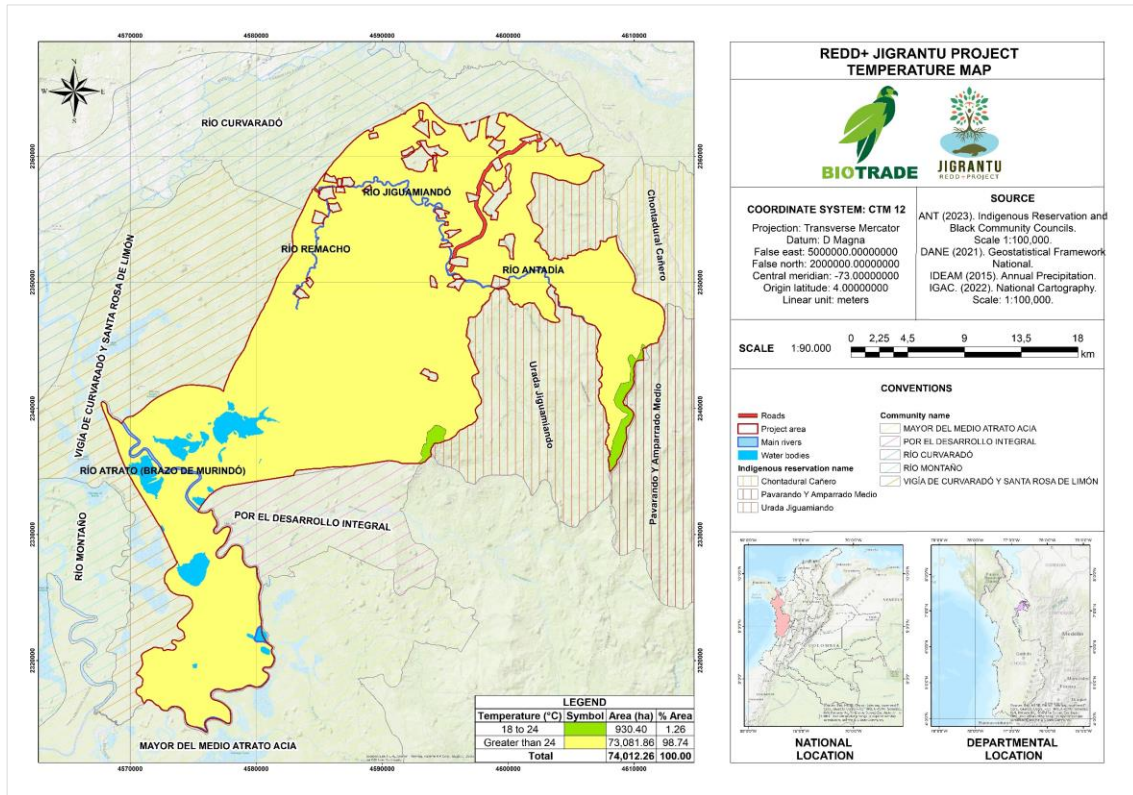 4570000 4580000 4590000 4600000 4610000
N
W E
S
RÍO CURVARADÓ
RÍO JIGUAMIANDÓ
RÍO REMACHO
RÍO ANTADÍA
Chontadural Cañero
VIGÍA DE CURVARADÓ Y SANTA ROSA DE LIMÓN
Urada Jiguamiando
Pavarando Y Amparrado Medio
RÍO ATRATO (BRAZO DE MURINDÓ)
POR EL DESARROLLO INTEGRAL
RÍO MONTAÑO
MAYOR DEL MEDIO ATRATO ACIA
2360000
2350000
2340000
2330000
2320000
4570000 4580000 4590000 4600000 4610000
LEGEND
Temperature (°C) Symbol Area (ha) % Area
18 to 24 930.40 1.26
Greater than 24 73,081.86 98.74
Total 74,012.26 100.00
REDD+ JIGRANTU PROJECT
TEMPERATURE MAP
BIOTRADE
JIGRANTU
REDD+PROJECT
COORDINATE SYSTEM: CTM 12
Projection: Transverse Mercator
Datum: D Magna
False east: 5000000.00000000
False north: 2000000.00000000
Central meridian: -73.00000000
Origin latitude: 4.00000000
Linear unit: meters
SOURCE
ANT (2023). Indigenous Reservation and
Black Community Councils.
Scale 1:100,000.
DANE (2021). Geostatistical Framework
National.
IDEAM (2015). Annual Precipitation.
IGAC. (2022). National Cartography.
Scale: 1:100,000.
SCALE 1:90.000
0 2,25 4,5 9 13,5 18
km
CONVENTIONS
Roads
Project area
Main rivers
Water bodies
Indigenous reservation name
Chontadural Cañero
Pavarando Y Amparrado Medio
Urada Jiguamiando
Community name
MAYOR DEL MEDIO ATRATO ACIA
POR EL DESARROLLO INTEGRAL
RÍO CURVARADÓ
RÍO MONTAÑO
VIGÍA DE CURVARADÓ Y SANTA ROSA DE LIMÓN
COLOMBIA
NATIONAL
LOCATION
DEPARTMENTAL
LOCATION